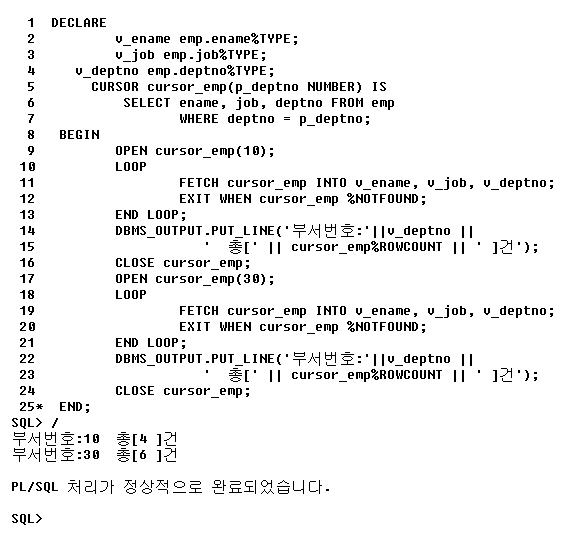 1 DECLARE
2 v_ename emp.ename%TYPE;
3 v_job emp.job%TYPE;
4 v_deptno emp.deptno%TYPE;
5 CURSOR cursor_emp(p_deptno NUMBER) IS
6 SELECT ename, job, deptno FROM emp
7 WHERE deptno = p_deptno;
8 BEGIN
9 OPEN cursor_emp(10);
10 LOOP
11 FETCH cursor_emp INTO v_ename, v_job, v_deptno;
12 EXIT WHEN cursor_emp %NOTFOUND;
13 END LOOP;
14 DBMS_OUTPUT.PUT_LINE('부서번호:'||v_deptno ||
15 ' 총[' || cursor_emp%ROWCOUNT || ' ]건');
16 CLOSE cursor_emp;
17 OPEN cursor_emp(30);
18 LOOP
19 FETCH cursor_emp INTO v_ename, v_job, v_deptno;
20 EXIT WHEN cursor_emp %NOTFOUND;
21 END LOOP;
22 DBMS_OUTPUT.PUT_LINE('부서번호:'||v_deptno ||
23 ' 총[' || cursor_emp%ROWCOUNT || ' ]건');
24 CLOSE cursor_emp;
25* END;
SQL> /
부서번호:10 총[4 ]건
부서번호:30 총[6 ]건
PL/SQL 처리가 정상적으로 완료되었습니다.
SQL>